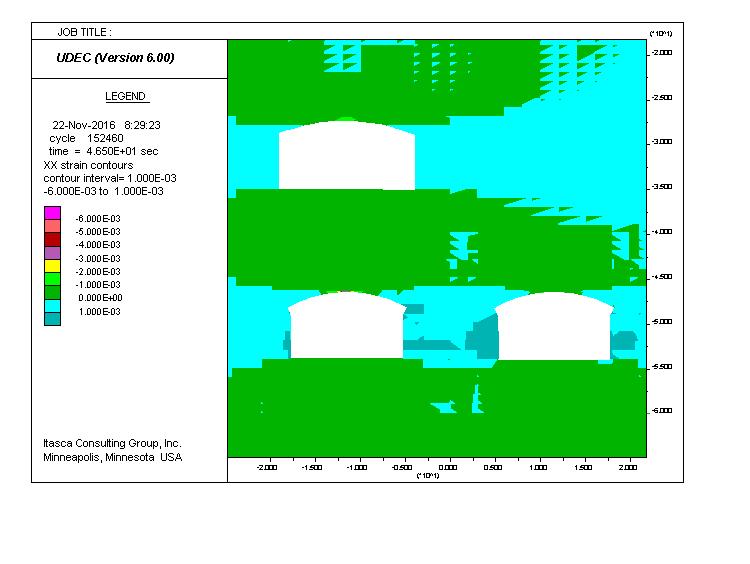 JOB TITLE :
UDEC (Version 6.00)
LEGEND
22-Nov-2016 8:29:23
cycle 152460
time = 4.650E+01 sec
XX strain contours
contour interval= 1.000E-03
-6.000E-03 to 1.000E-03
-6.000E-03
-5.000E-03
-4.000E-03
-3.000E-03
-2.000E-03
-1.000E-03
0.000E+00
1.000E-03
Itasca Consulting Group, Inc.
Minneapolis, Minnesota USA
(*10^1)
-2.000
-2.500
-3.000
-3.500
-4.000
-4.500
-5.000
-5.500
-6.000
-2.000 -1.500 -1.000 -0.500 0.000 0.500 1.000 1.500 2.000
(*10^1)